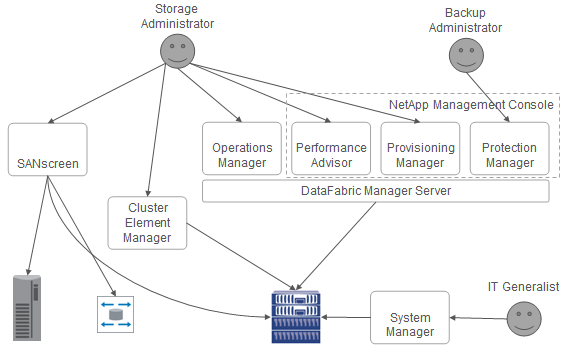 Storage
Administrator
Backup
Administrator
NetApp Management Console
SANscreen
Operations
Manager
Performance
Advisor
Provisioning
Manager
Protection
Manager
DataFabric Manager Server
Cluster
Element
Manager
IT Generalist
System
Manager